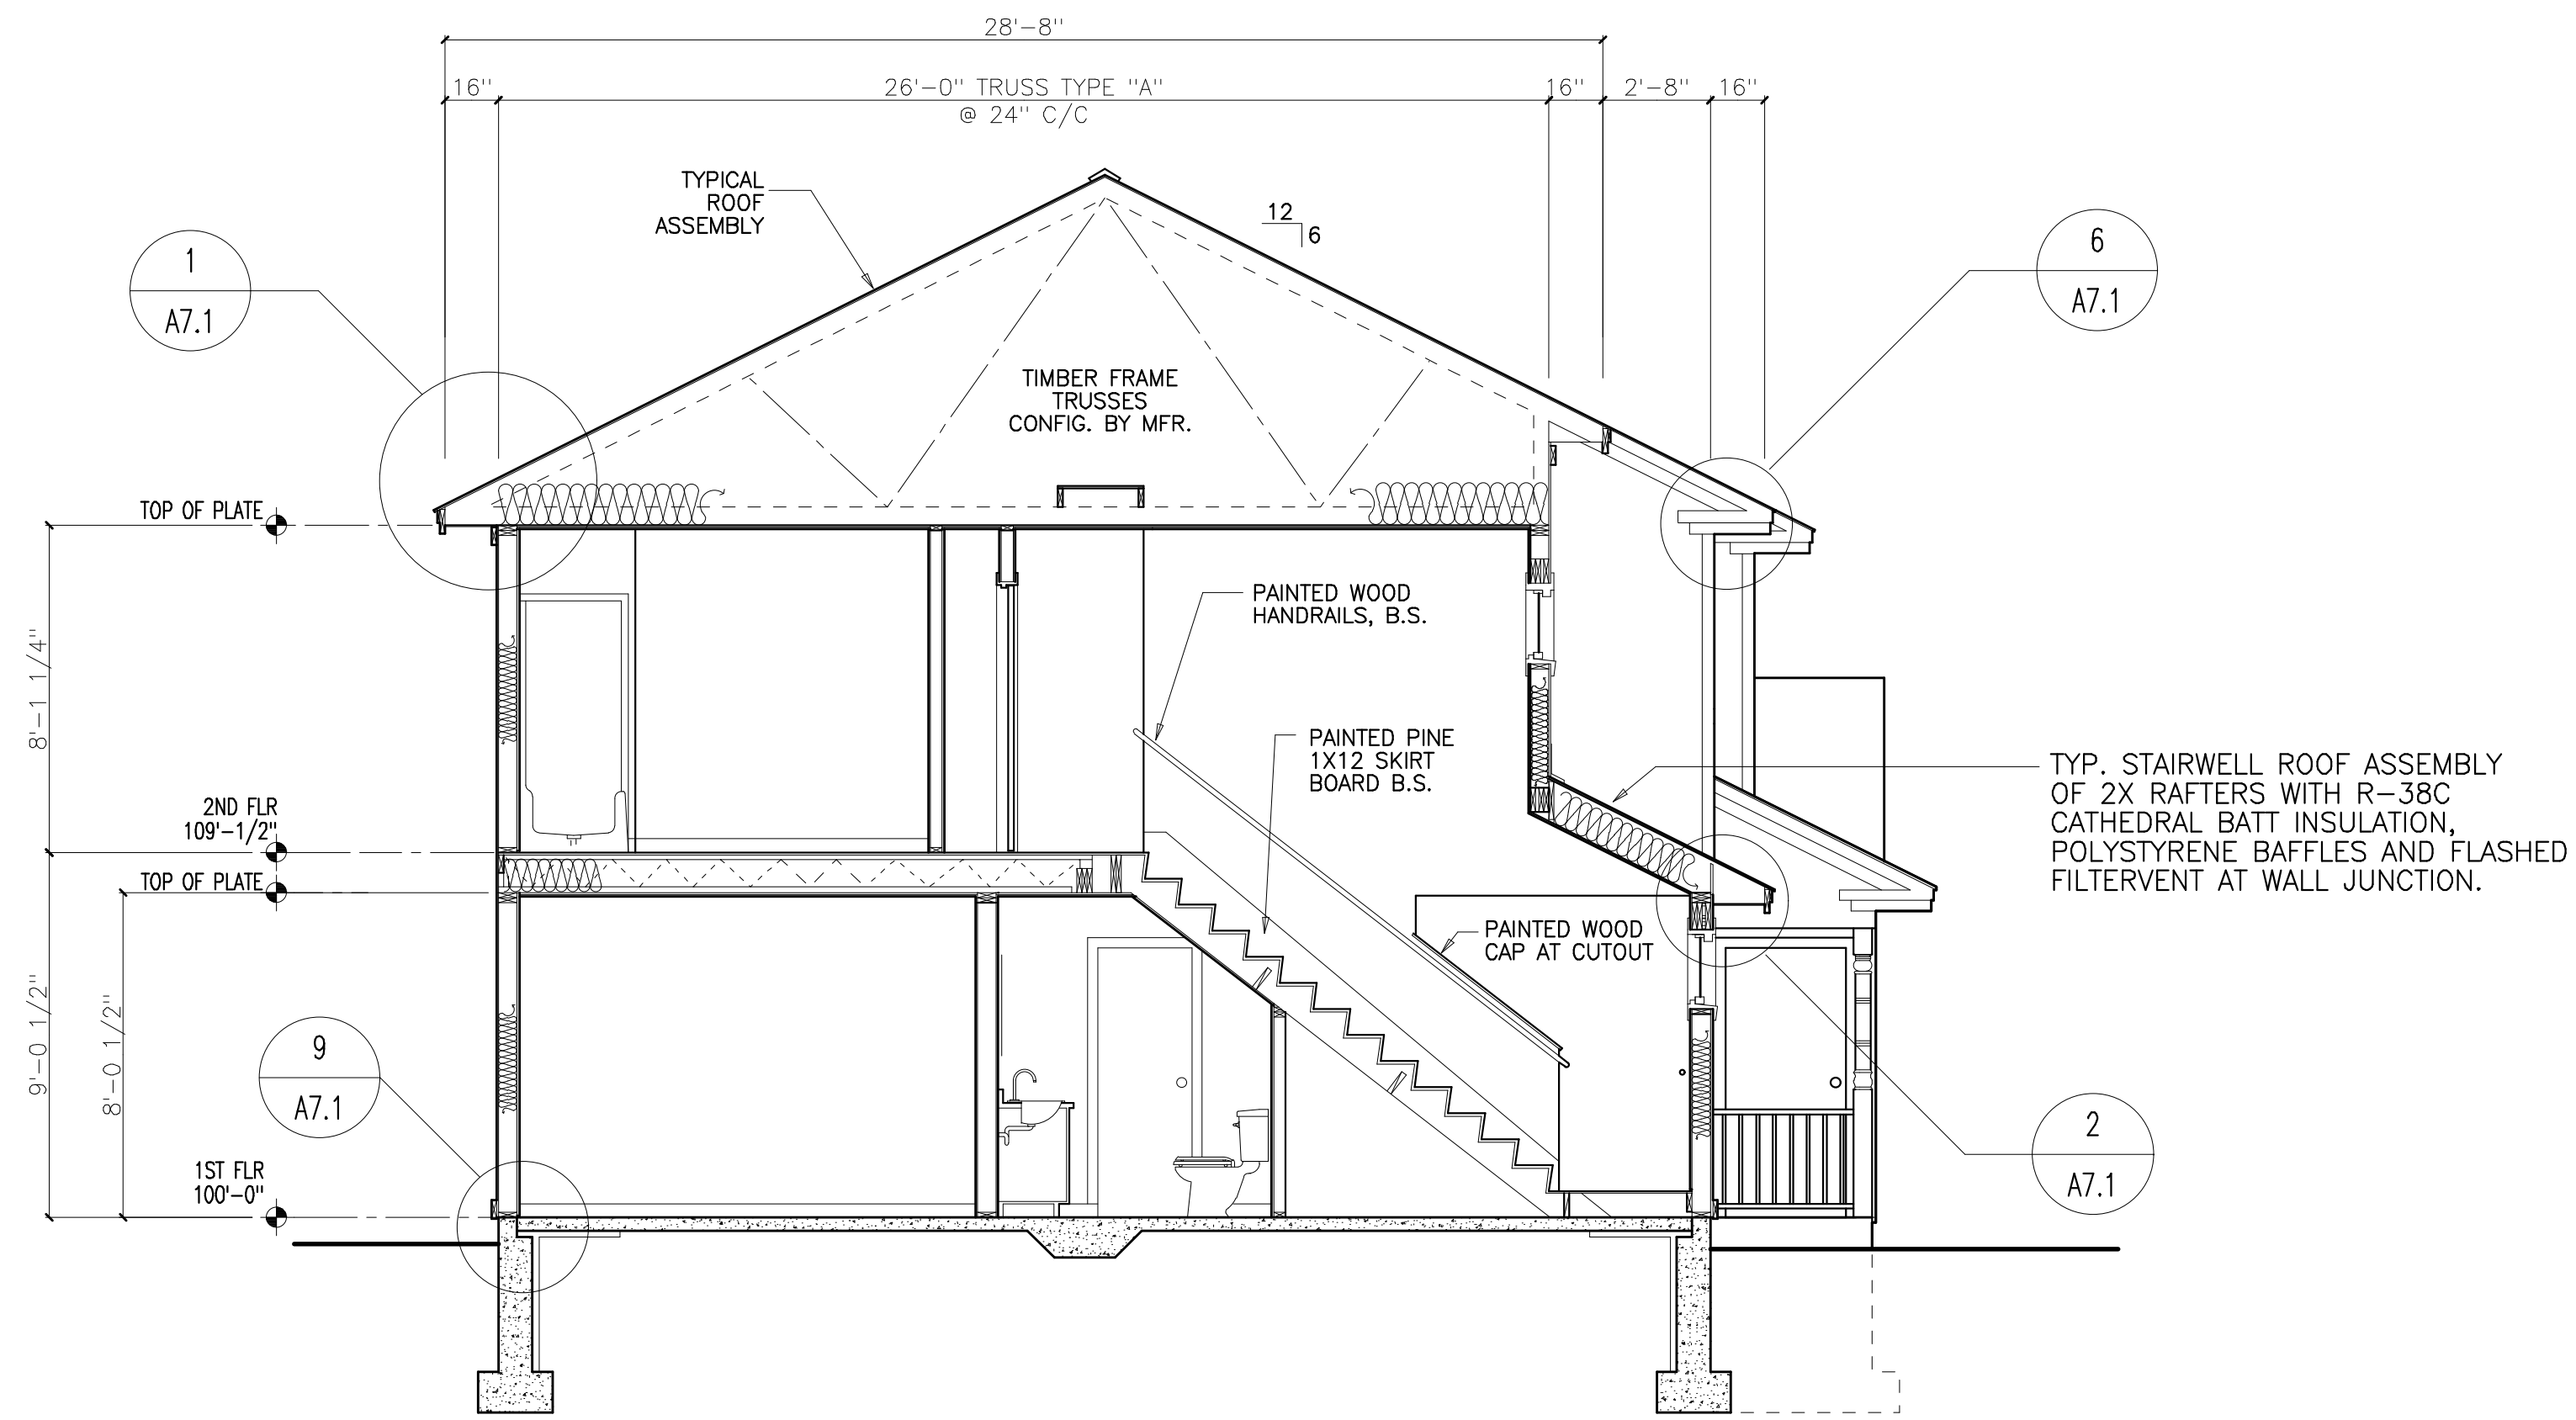 28'-8"
16"
26'-0" TRUSS TYPE "A"
@ 24" C/C
16"
2'-8"
16"
TYPICAL
ROOF
ASSEMBLY
12
6
1
A7.1
6
A7.1
TIMBER FRAME
TRUSSES
CONFIG. BY MFR.
TOP OF PLATE
8'-1 1/4"
PAINTED WOOD
HANDRAILS, B.S.
PAINTED PINE
1X12 SKIRT
BOARD B.S.
TYP. STAIRWELL ROOF ASSEMBLY
OF 2X RAFTERS WITH R-38C
CATHEDRAL BATT INSULATION,
POLYSTYRENE BAFFLES AND FLASHED
FILTERVENT AT WALL JUNCTION.
2ND FLR
109'-1/2"
TOP OF PLATE
PAINTED WOOD
CAP AT CUTOUT
9'-0 1/2"
8'-0 1/2"
9
A7.1
2
A7.1
1ST FLR
100'-0"